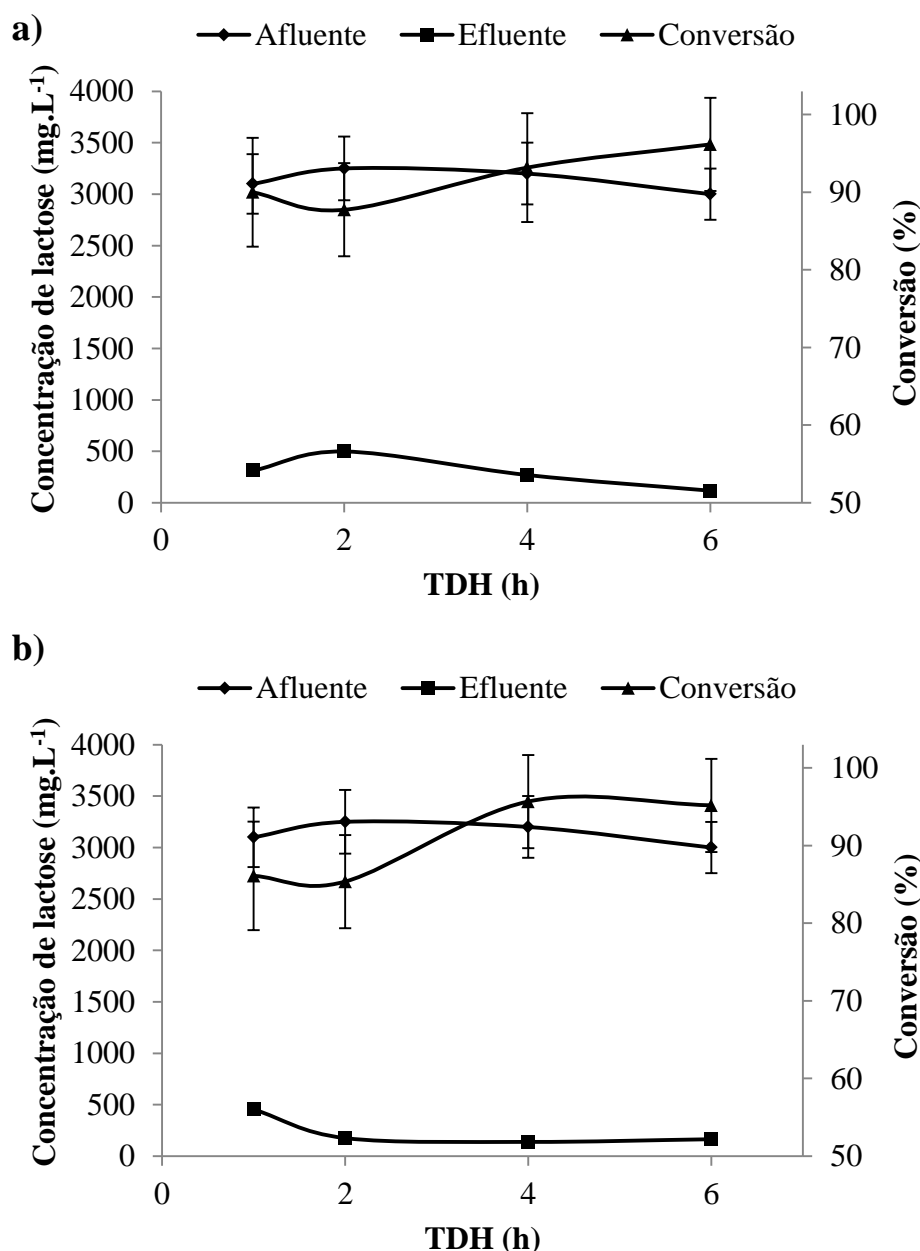 a)
Afluente Efluente Conversão
Concentração de lactose (mg.L-1)
4000
3500
3000
2500
2000
1500
1000
500
0
100
90
80
70
60
50
Conversão (%)
0 2 4 6
TDH (h)
b)
Afluente Efluente Conversão
Concentração de lactose (mg.L-1)
4000
3500
3000
2500
2000
1500
1000
500
0
100
90
80
70
60
50
Conversão (%)
0 2 4 6
TDH (h)